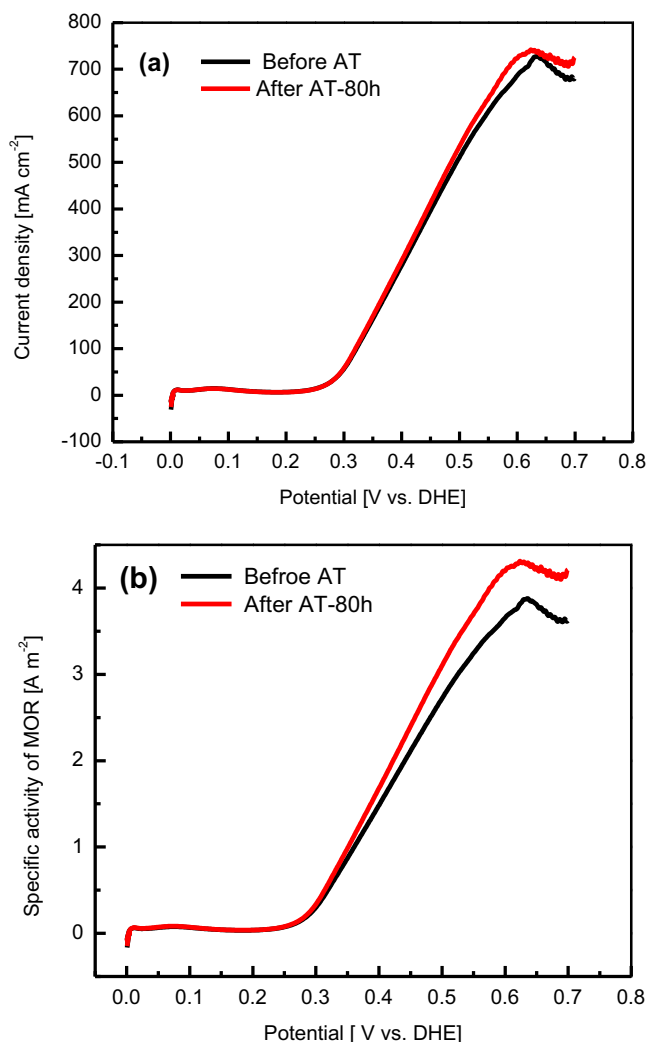 800
(a)
Before AT
700
After AT-80h
600
500
400
300
200
100
0
-100
-0.1 0.0 0.1 0.2 0.3 0.4 0.5 0.6 0.7 0.8
Current density [mA cm-2]
Potential [V vs. DHE]
(b)
Befroe AT
After AT-80h
4
3
2
1
0
0.0 0.1 0.2 0.3 0.4 0.5 0.6 0.7 0.8
Specific activity of MOR [A m-2]
Potential [ V vs. DHE]